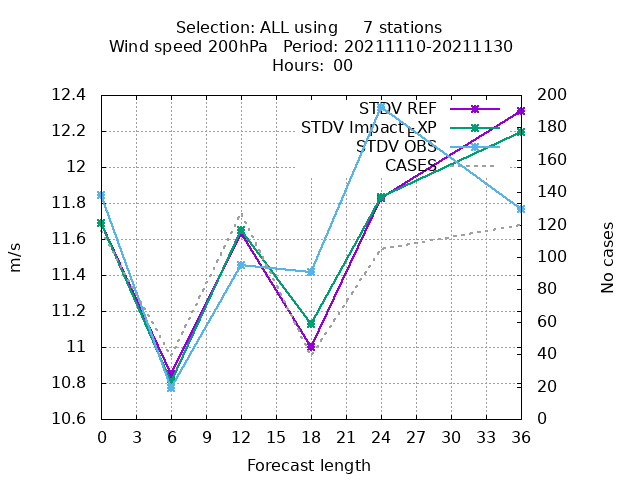 Selection: ALL using 7 stations
Wind speed 200hPa Period: 20211110-20211130
Hours: 00
STDV REF
STDV Impact_EXP
STDV OBS
CASES
12.4
12.2
12
11.8
11.6
11.4
11.2
11
10.8
10.6
m/s
200
180
160
140
120
100
80
60
40
20
0
No cases
0 3 6 9 12 15 18 21 24 27 30 33 36
Forecast length